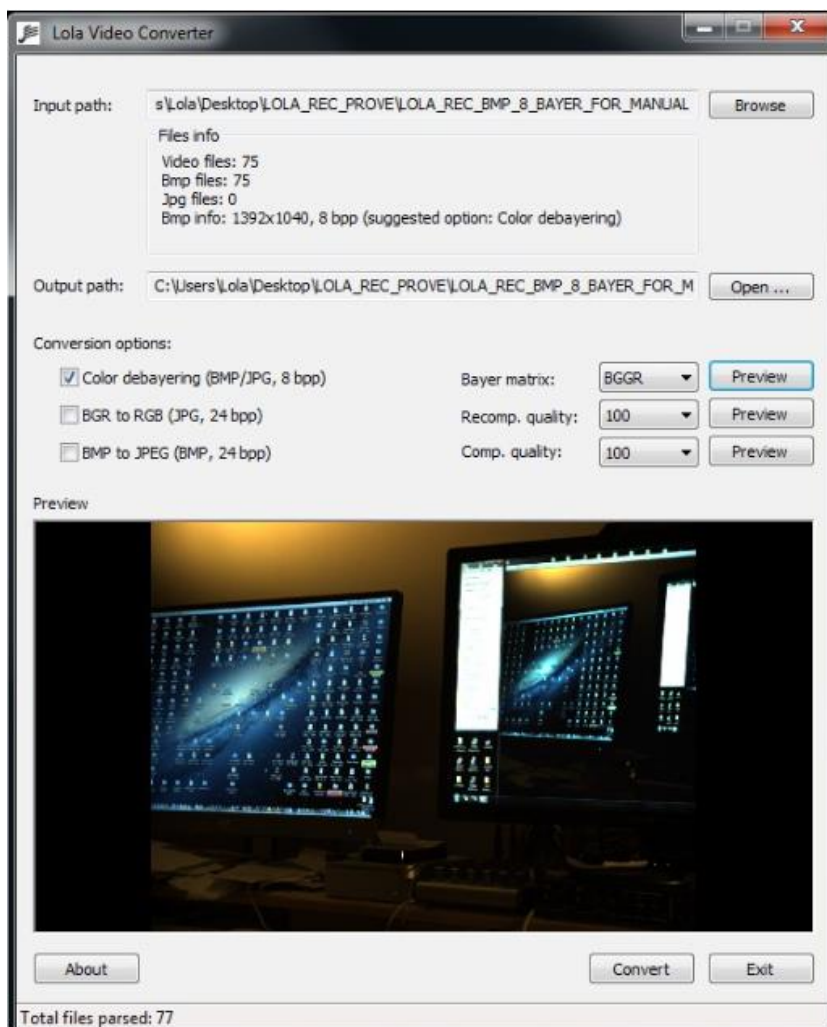 Lola Video Converter
Input path: s\Lola\Desktop\LOLA_REC_PROVE\LOLA_REC_BMP_8_BAYER_FOR_MANUAL Browse
Files info
Video files: 75
Bmp files: 75
Jpg files: 0
Bmp info: 1392x1040, 8 bpp (suggested option: Color debayering)
Output path: C:\Users\Lola\Desktop\LOLA_REC_PROVE\LOLA_REC_BMP_8_BAYER_FOR_M Open ...
Conversion options:
Color debayering (BMP/JPG, 8 bpp) Bayer matrix: BGGR Preview
BGR to RGB (JPG, 24 bpp) Recomp. quality: 100 Preview
BMP to JPEG (BMP, 24 bpp) Comp. quality: 100 Preview
Preview
About Convert Exit
Total files parsed: 77